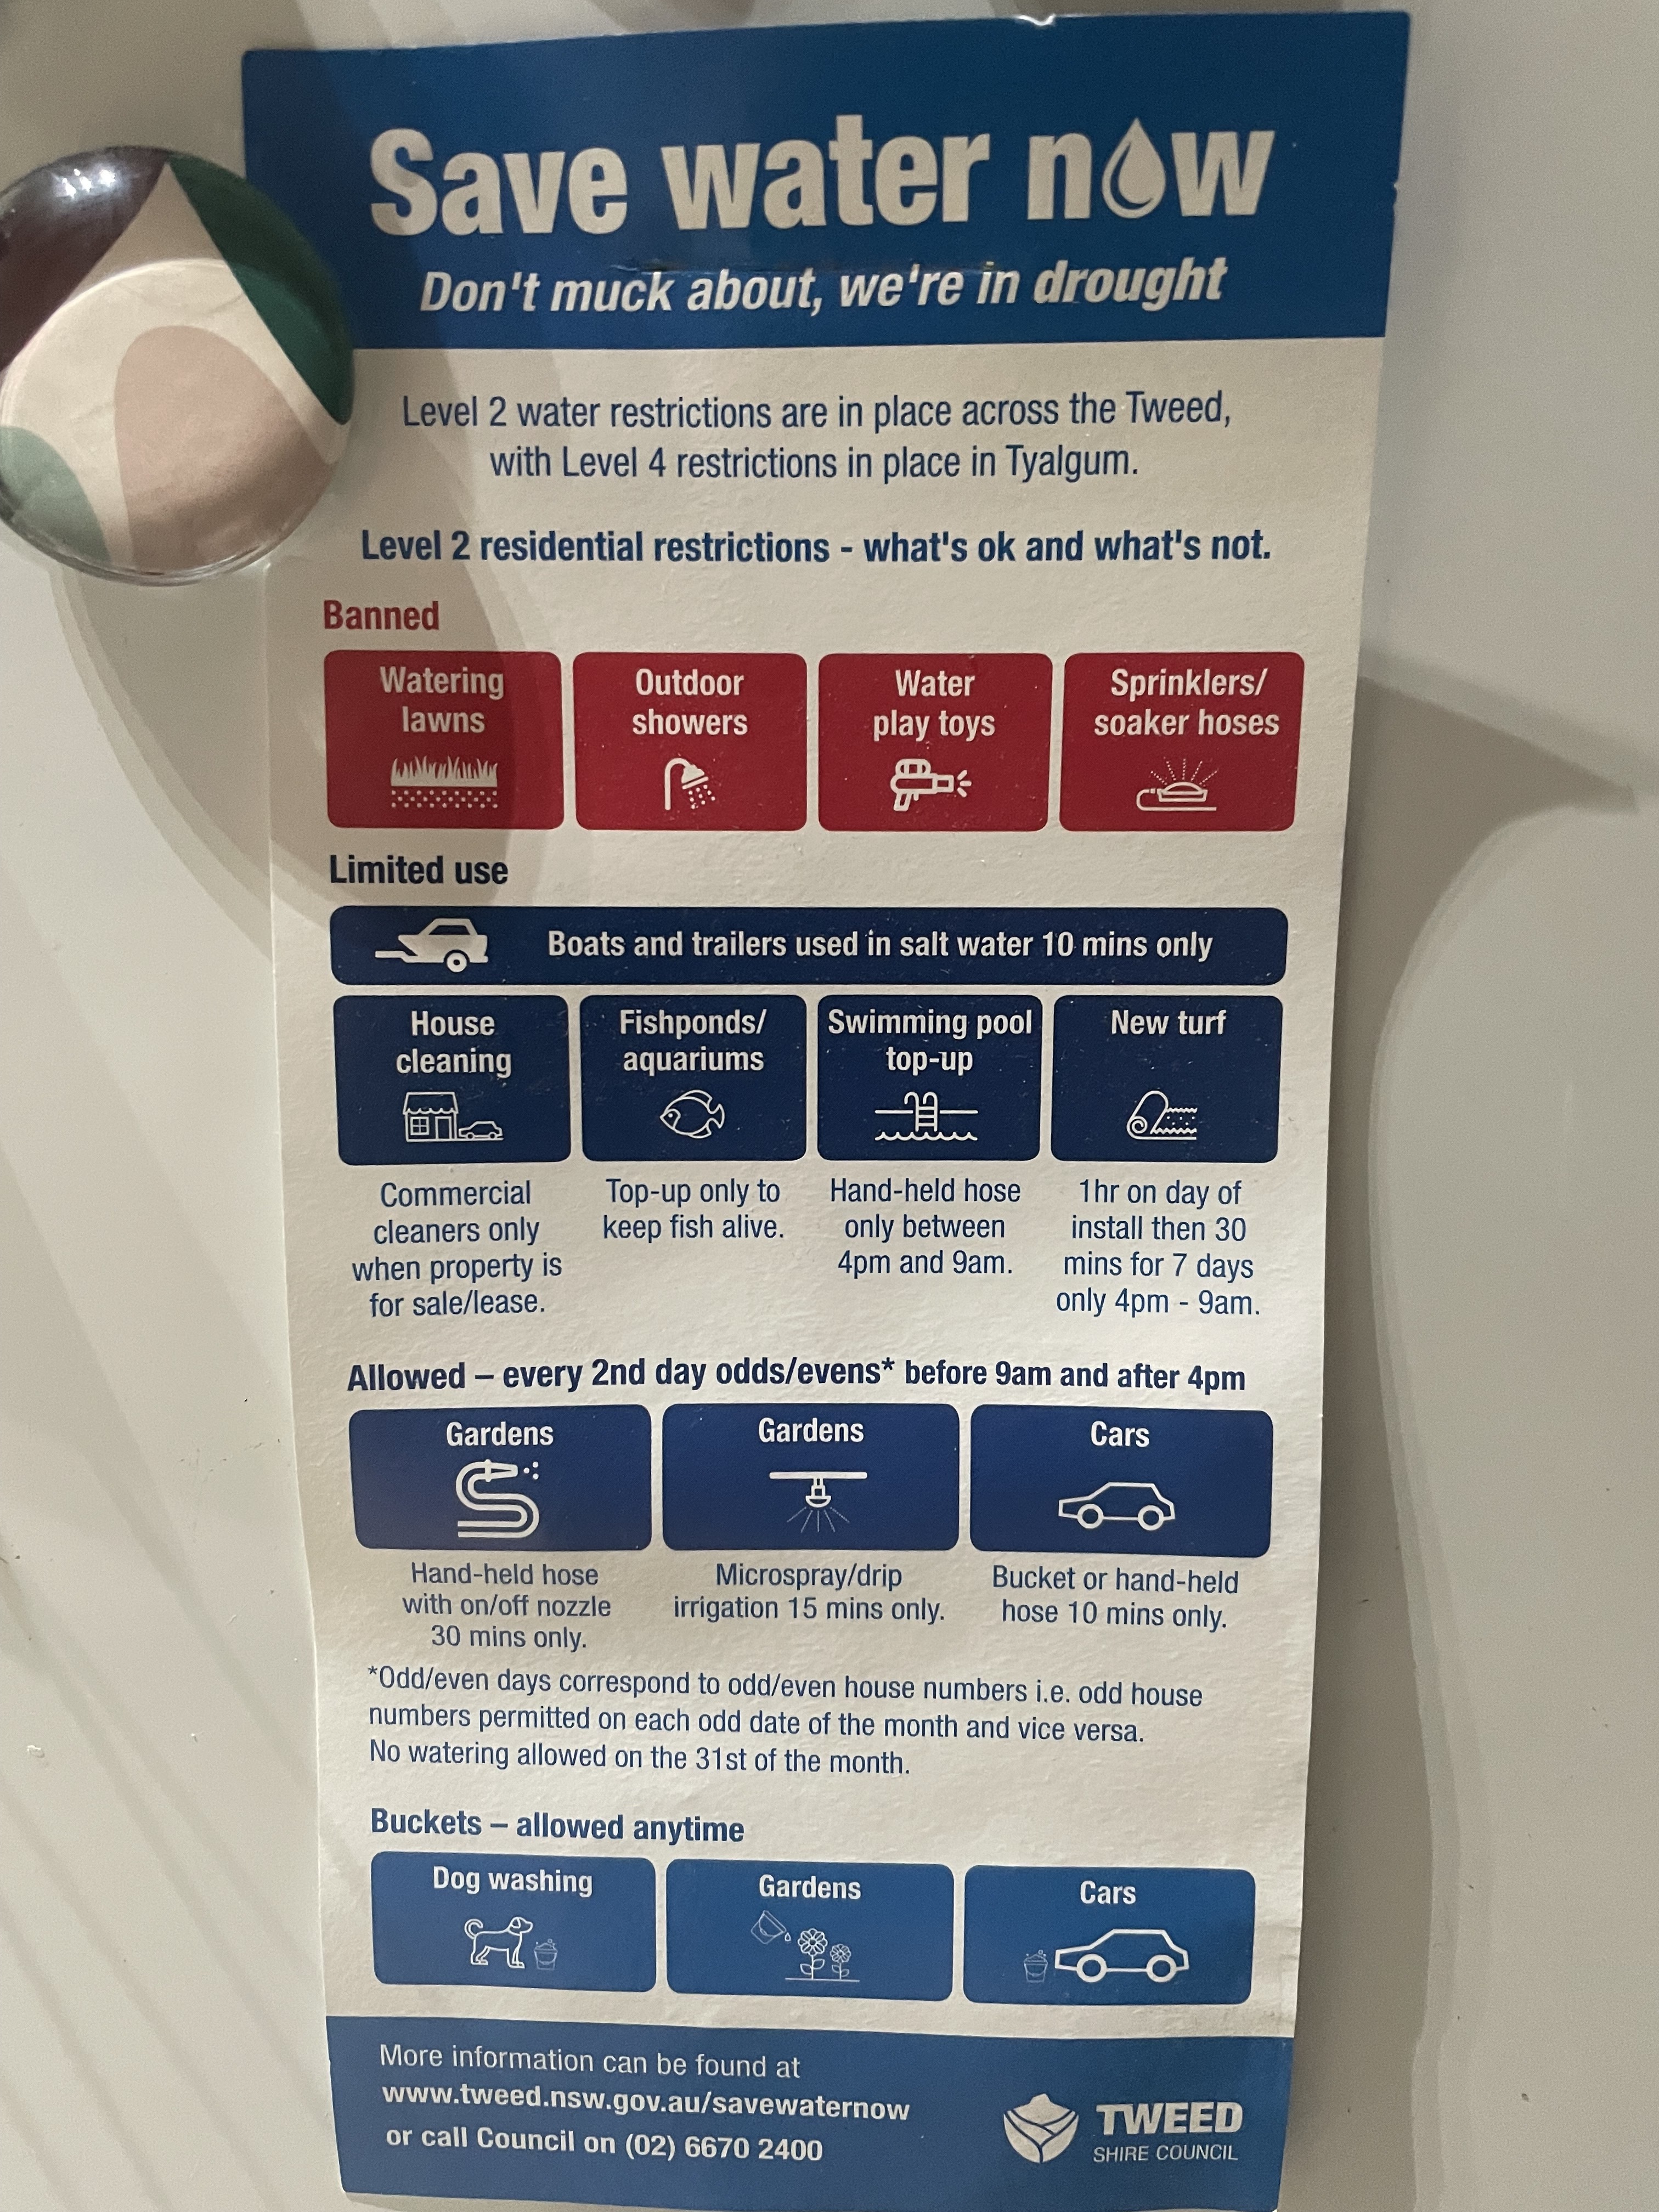 Save water now
Don't muck about, we're in drought
Level 2 water restrictions are in place across the Tweed,
with Level 4 restrictions in place in Tyalgum.
Level 2 residential restrictions - what's ok and what's not.
Banned
Watering
lawns
Outdoor
showers
Water
play toys
Sprinklers/
soaker hoses
Limited use
Boats and trailers used in salt water 10 mins only
House
cleaning
Commercial
cleaners only
when property is
for sale/lease.
Fishponds/
aquariums
Top-up only to
keep fish alive.
Swimming pool
top-up
Hand-held hose
only between
4pm and 9am.
New turf
1hr on day of
install then 30
mins for 7 days
only 4pm - 9am.
Allowed – every 2nd day odds/evens* before 9am and after 4pm
Gardens
Hand-held hose
with on/off nozzle
30 mins only.
Gardens
Microspray/drip
irrigation 15 mins only.
Cars
Bucket or hand-held
hose 10 mins only.
*Odd/even days correspond to odd/even house numbers i.e. odd house
numbers permitted on each odd date of the month and vice versa.
No watering allowed on the 31st of the month.
Buckets – allowed anytime
Dog washing
Gardens
Cars
More information can be found at
www.tweed.nsw.gov.au/savewaternow
or call Council on (02) 6670 2400
TWEED
SHIRE COUNCIL